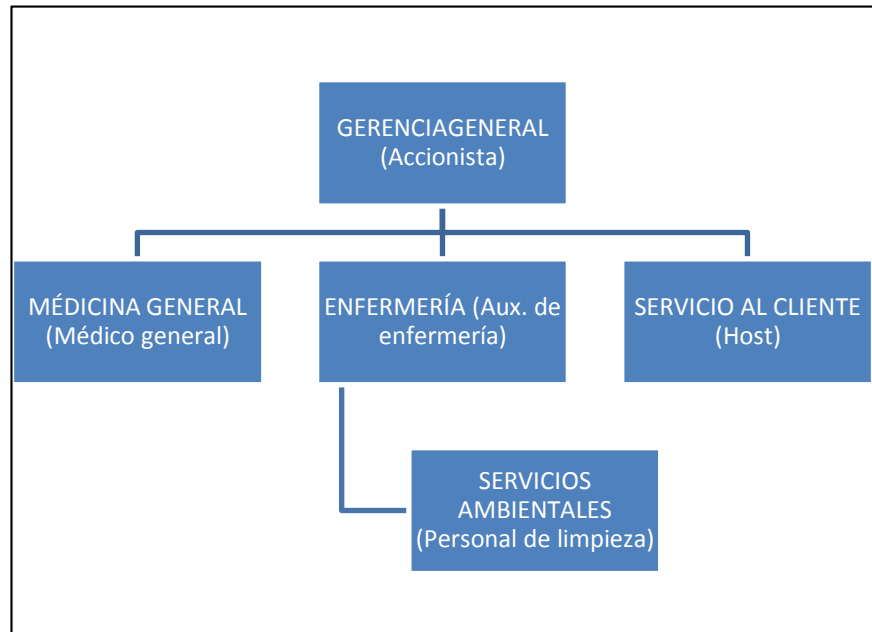 GERENCIAGENERAL
(Accionista)
MÉDICINA GENERAL
(Médico general)
ENFERMERÍA (Aux. de
enfermería)
SERVICIO AL CLIENTE
(Host)
SERVICIOS
AMBIENTALES
(Personal de limpieza)